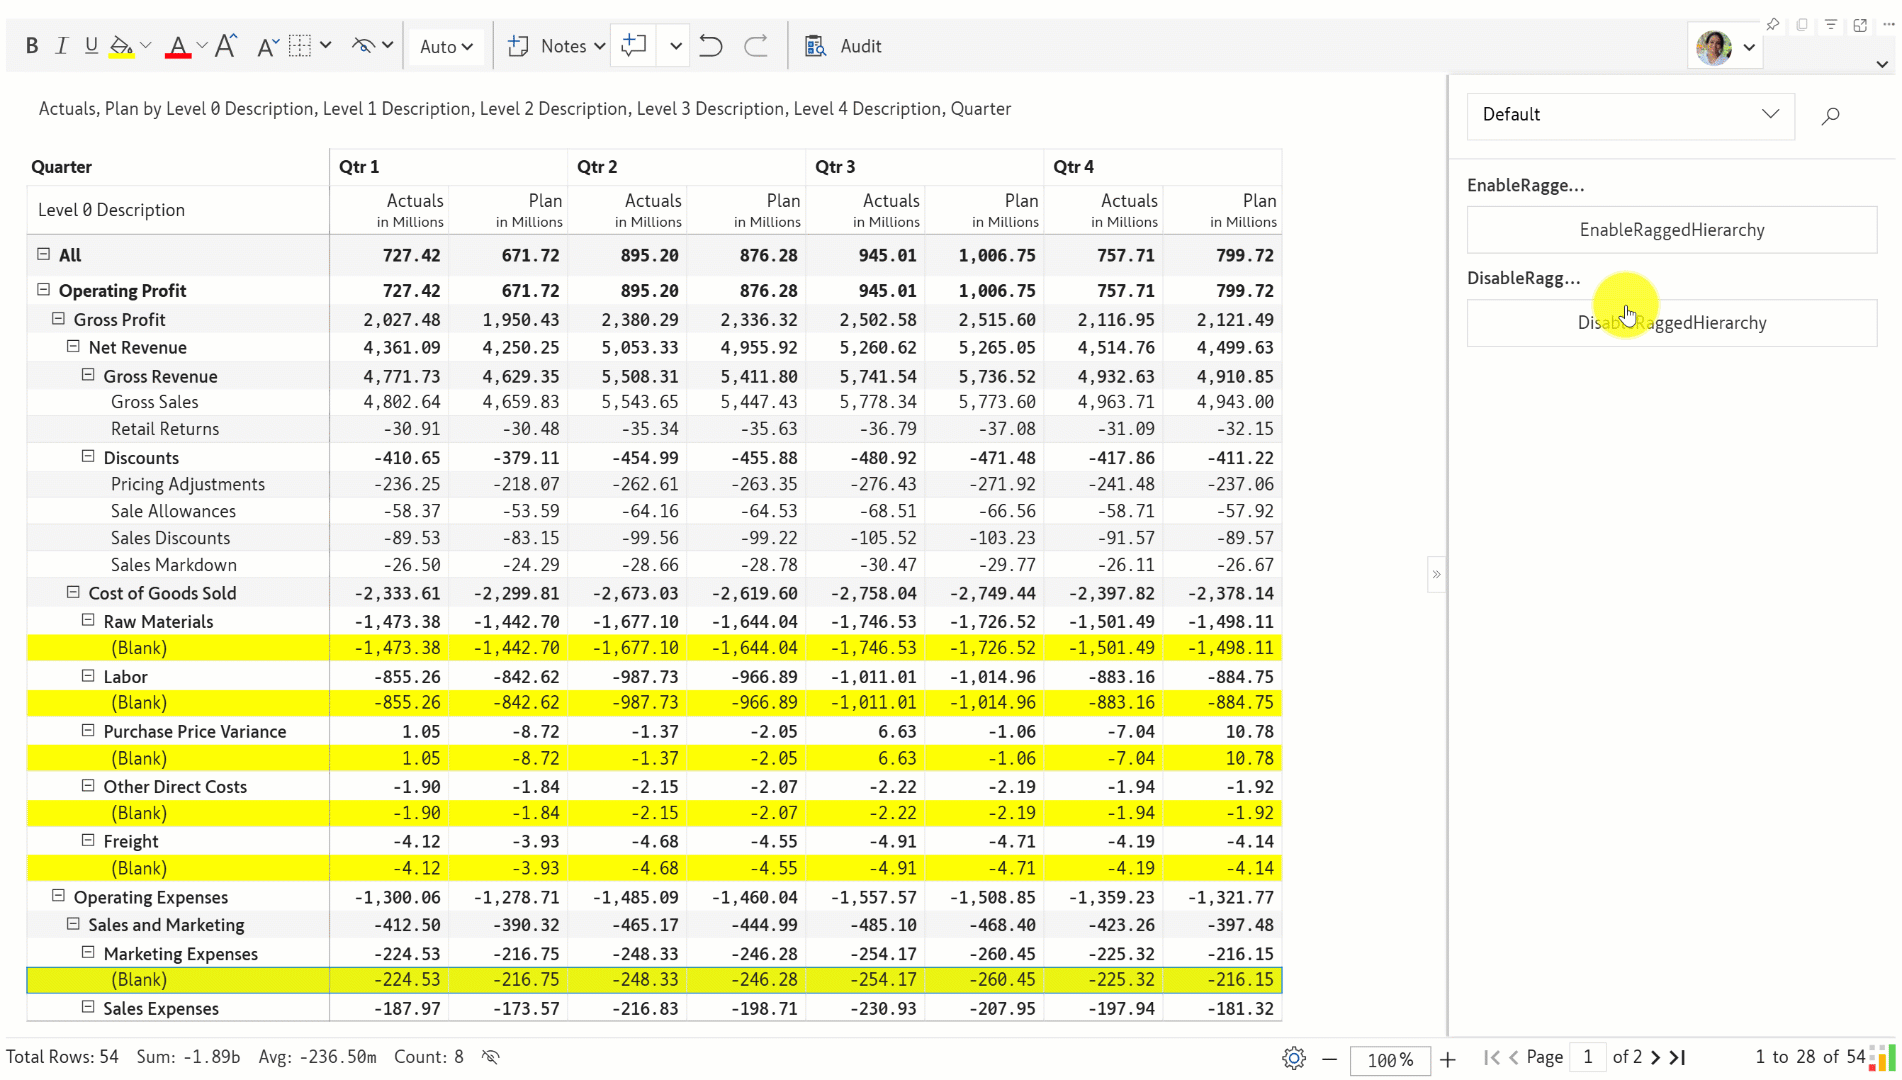 B I U A A A Auto Notes Audit
Actuals, Plan by Level 0 Description, Level 1 Description, Level 2 Description, Level 3 Description, Level 4 Description, Quarter
Quarter Qtr 1 Qtr 2 Qtr 3 Qtr 4
Level 0 Description Actuals Plan Actuals Plan Actuals Plan Actuals Plan
in Millions in Millions in Millions in Millions in Millions in Millions in Millions in Millions
All 727.42 671.72 895.20 876.28 945.01 1,006.75 757.71 799.72
Operating Profit 727.42 671.72 895.20 876.28 945.01 1,006.75 757.71 799.72
Gross Profit 2,027.48 1,950.43 2,380.29 2,336.32 2,502.58 2,515.60 2,116.95 2,121.49
Net Revenue 4,361.09 4,250.25 5,053.33 4,955.92 5,260.62 5,265.05 4,514.76 4,499.63
Gross Revenue 4,771.73 4,629.35 5,508.31 5,411.80 5,741.54 5,736.52 4,932.63 4,910.85
Gross Sales 4,802.64 4,659.83 5,543.65 5,447.43 5,778.34 5,773.60 4,963.71 4,943.00
Retail Returns -30.91 -30.48 -35.34 -35.63 -36.79 -37.08 -31.09 -32.15
Discounts -410.65 -379.11 -454.99 -455.88 -480.92 -471.48 -417.86 -411.22
Pricing Adjustments -236.25 -218.07 -262.61 -263.35 -276.43 -271.92 -241.48 -237.06
Sale Allowances -58.37 -53.59 -64.16 -64.53 -68.51 -66.56 -58.71 -57.92
Sales Discounts -89.53 -83.15 -99.56 -99.22 -105.52 -103.23 -91.57 -89.57
Sales Markdown -26.50 -24.29 -28.66 -28.78 -30.47 -29.77 -26.11 -26.67
Cost of Goods Sold -2,333.61 -2,299.81 -2,673.03 -2,619.60 -2,758.04 -2,749.44 -2,397.82 -2,378.14
Raw Materials -1,473.38 -1,442.70 -1,677.10 -1,644.04 -1,746.53 -1,726.52 -1,501.49 -1,498.11
(Blank) -1,473.38 -1,442.70 -1,677.10 -1,644.04 -1,746.53 -1,726.52 -1,501.49 -1,498.11
Labor -855.26 -842.62 -987.73 -966.89 -1,011.01 -1,014.96 -883.16 -884.75
(Blank) -855.26 -842.62 -987.73 -966.89 -1,011.01 -1,014.96 -883.16 -884.75
Purchase Price Variance 1.05 -8.72 -1.37 -2.05 6.63 -1.06 -7.04 10.78
(Blank) 1.05 -8.72 -1.37 -2.05 6.63 -1.06 -7.04 10.78
Other Direct Costs -1.90 -1.84 -2.15 -2.07 -2.22 -2.19 -1.94 -1.92
(Blank) -1.90 -1.84 -2.15 -2.07 -2.22 -2.19 -1.94 -1.92
Freight -4.12 -3.93 -4.68 -4.55 -4.91 -4.71 -4.19 -4.14
(Blank) -4.12 -3.93 -4.68 -4.55 -4.91 -4.71 -4.19 -4.14
Operating Expenses -1,300.06 -1,278.71 -1,485.09 -1,460.04 -1,557.57 -1,508.85 -1,359.23 -1,321.77
Sales and Marketing -412.50 -390.32 -465.17 -444.99 -485.10 -468.40 -423.26 -397.48
Marketing Expenses -224.53 -216.75 -248.33 -246.28 -254.17 -260.45 -225.32 -216.15
(Blank) -224.53 -216.75 -248.33 -246.28 -254.17 -260.45 -225.32 -216.15
Sales Expenses -187.97 -173.57 -216.83 -198.71 -230.93 -207.95 -197.94 -181.32
Default
EnableRagge...
EnableRaggedHierarchy
DisableRagg...
DisableRaggedHierarchy
Total Rows: 54 Sum: -1.89b Avg: -236.50m Count: 8 100% Page 1 of 2 1 to 28 of 54